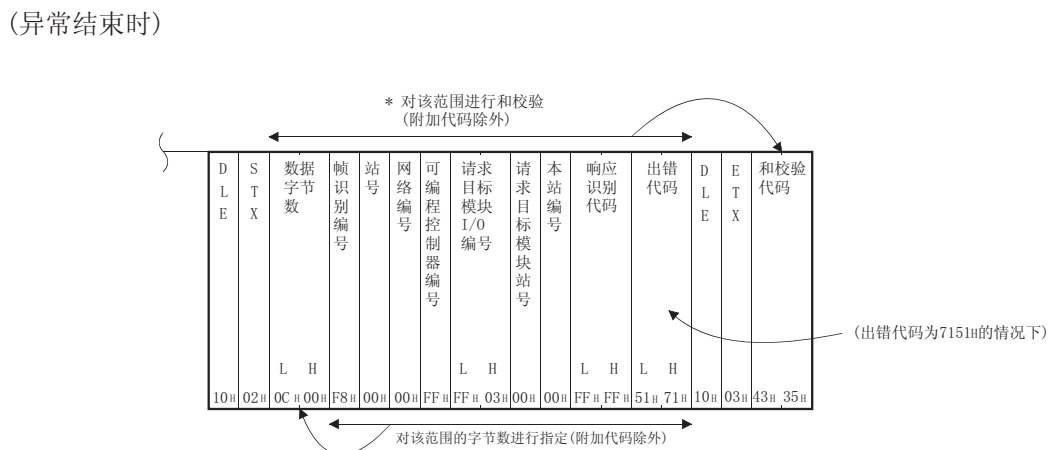 (异常结束时)
* 对该范围进行和校验
(附加代码除外)
DLE
STX
数据
字节
数
帧识别编号
站号
网络编号
可编程控制器编号
请求
目标
模块
I/O
编号
请求目标模块站号
本站编号
响应
识别
代码
出错
代码
DLE
ETX
和校验
代码
(出错代码为7151H的情况下)
L H L H L H L H
10H 02H 0CH 00H F8H 00H 00H FFH FFH 03H 00H 00H FFH FFH 51H 71H 10H 03H 43H 35H
对该范围的字节数进行指定(附加代码除外)